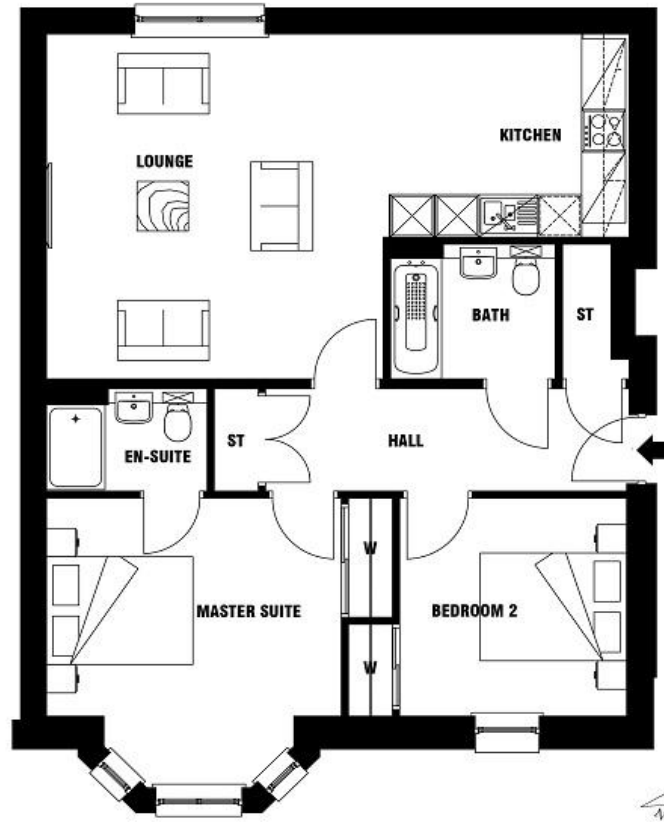 KITCHEN
LOUNGE
BATH
ST
HALL
ST
EN-SUITE
W
MASTER SUITE
BEDROOM 2
W
N